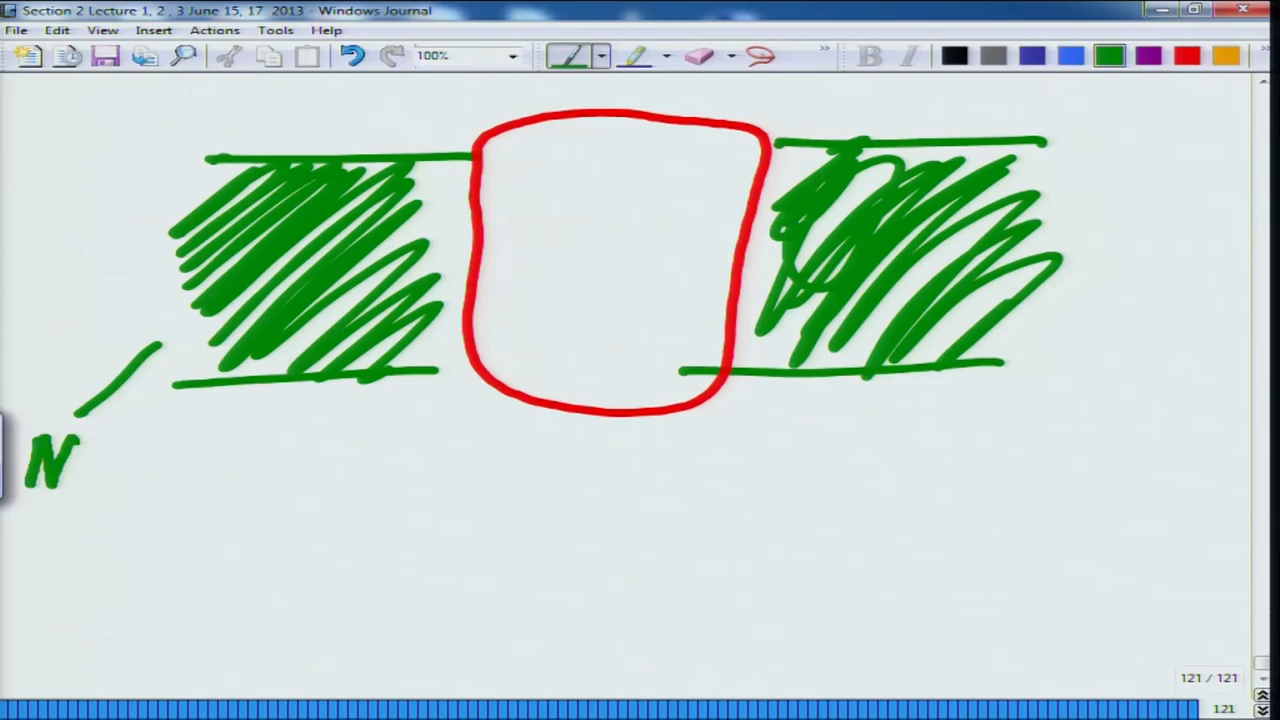 Section 2 Lecture 1, 2 , 3 June 15, 17 2013 - Windows Journal
File Edit View Insert Actions Tools Help
100%
B I
N
121 / 121
121